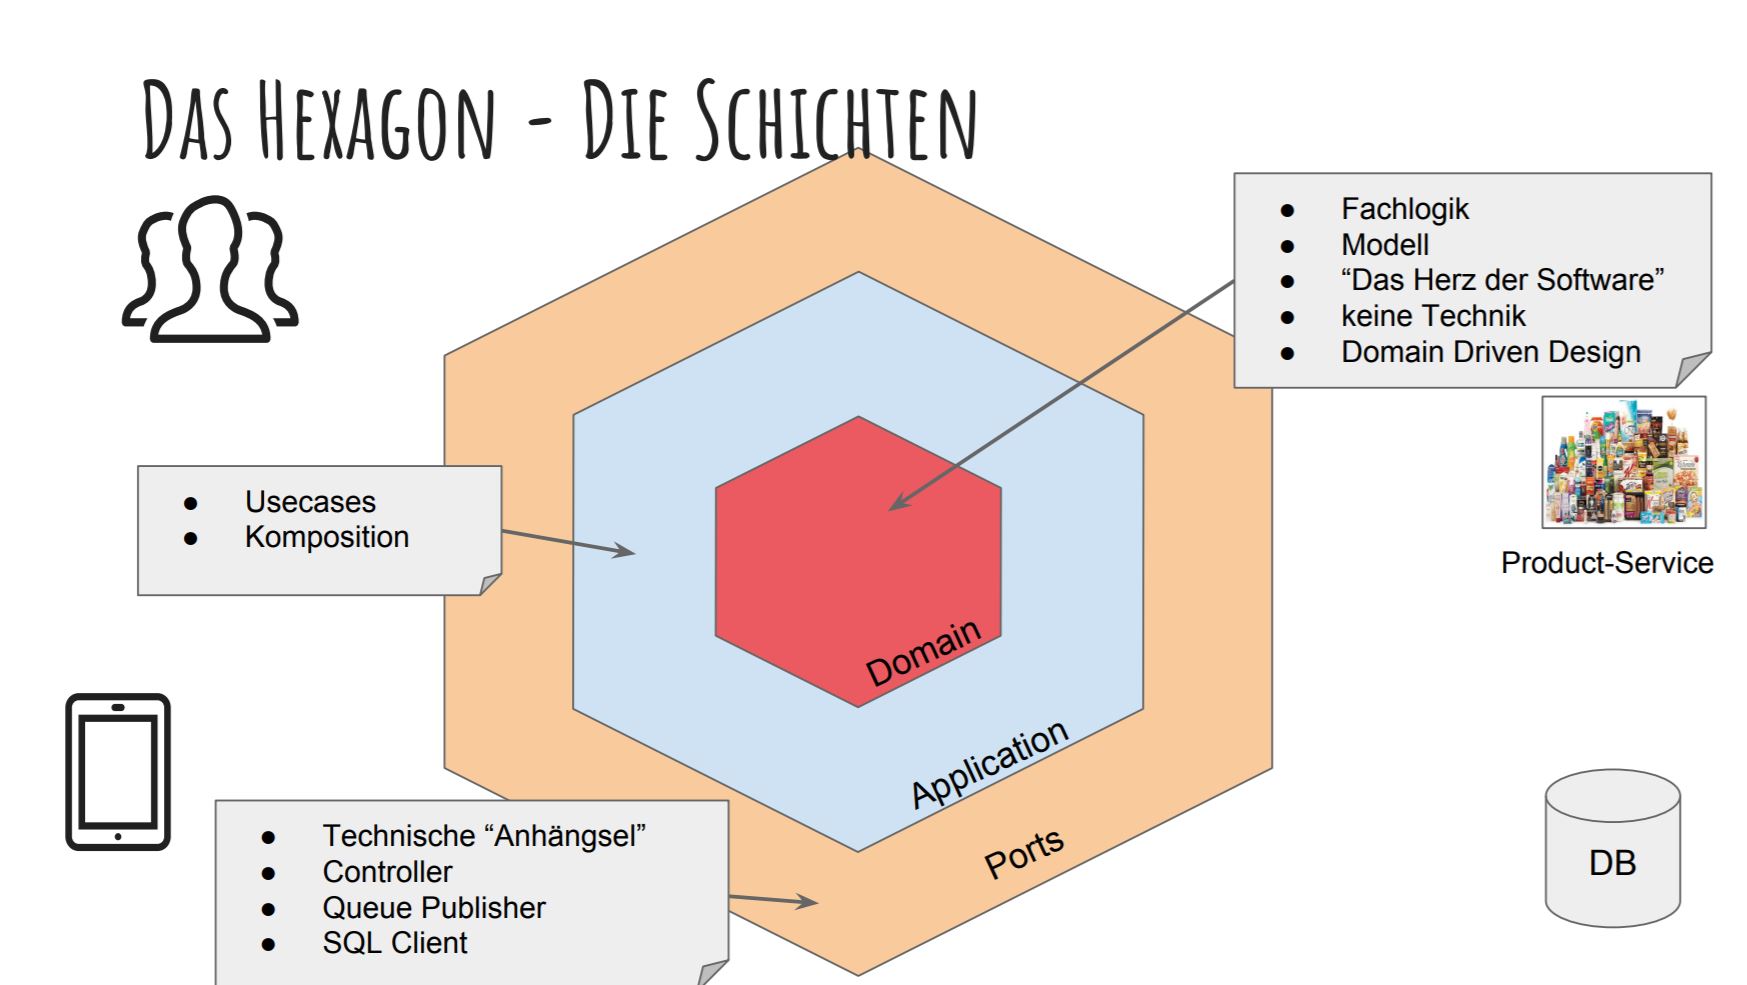 Das Hexagon - Die Schichten
● Fachlogik
● Modell
● “Das Herz der Software”
● keine Technik
● Domain Driven Design
Product-Service
● Usecases
● Komposition
Domain
Application
Ports
● Technische “Anhängsel”
● Controller
● Queue Publisher
● SQL Client
DB